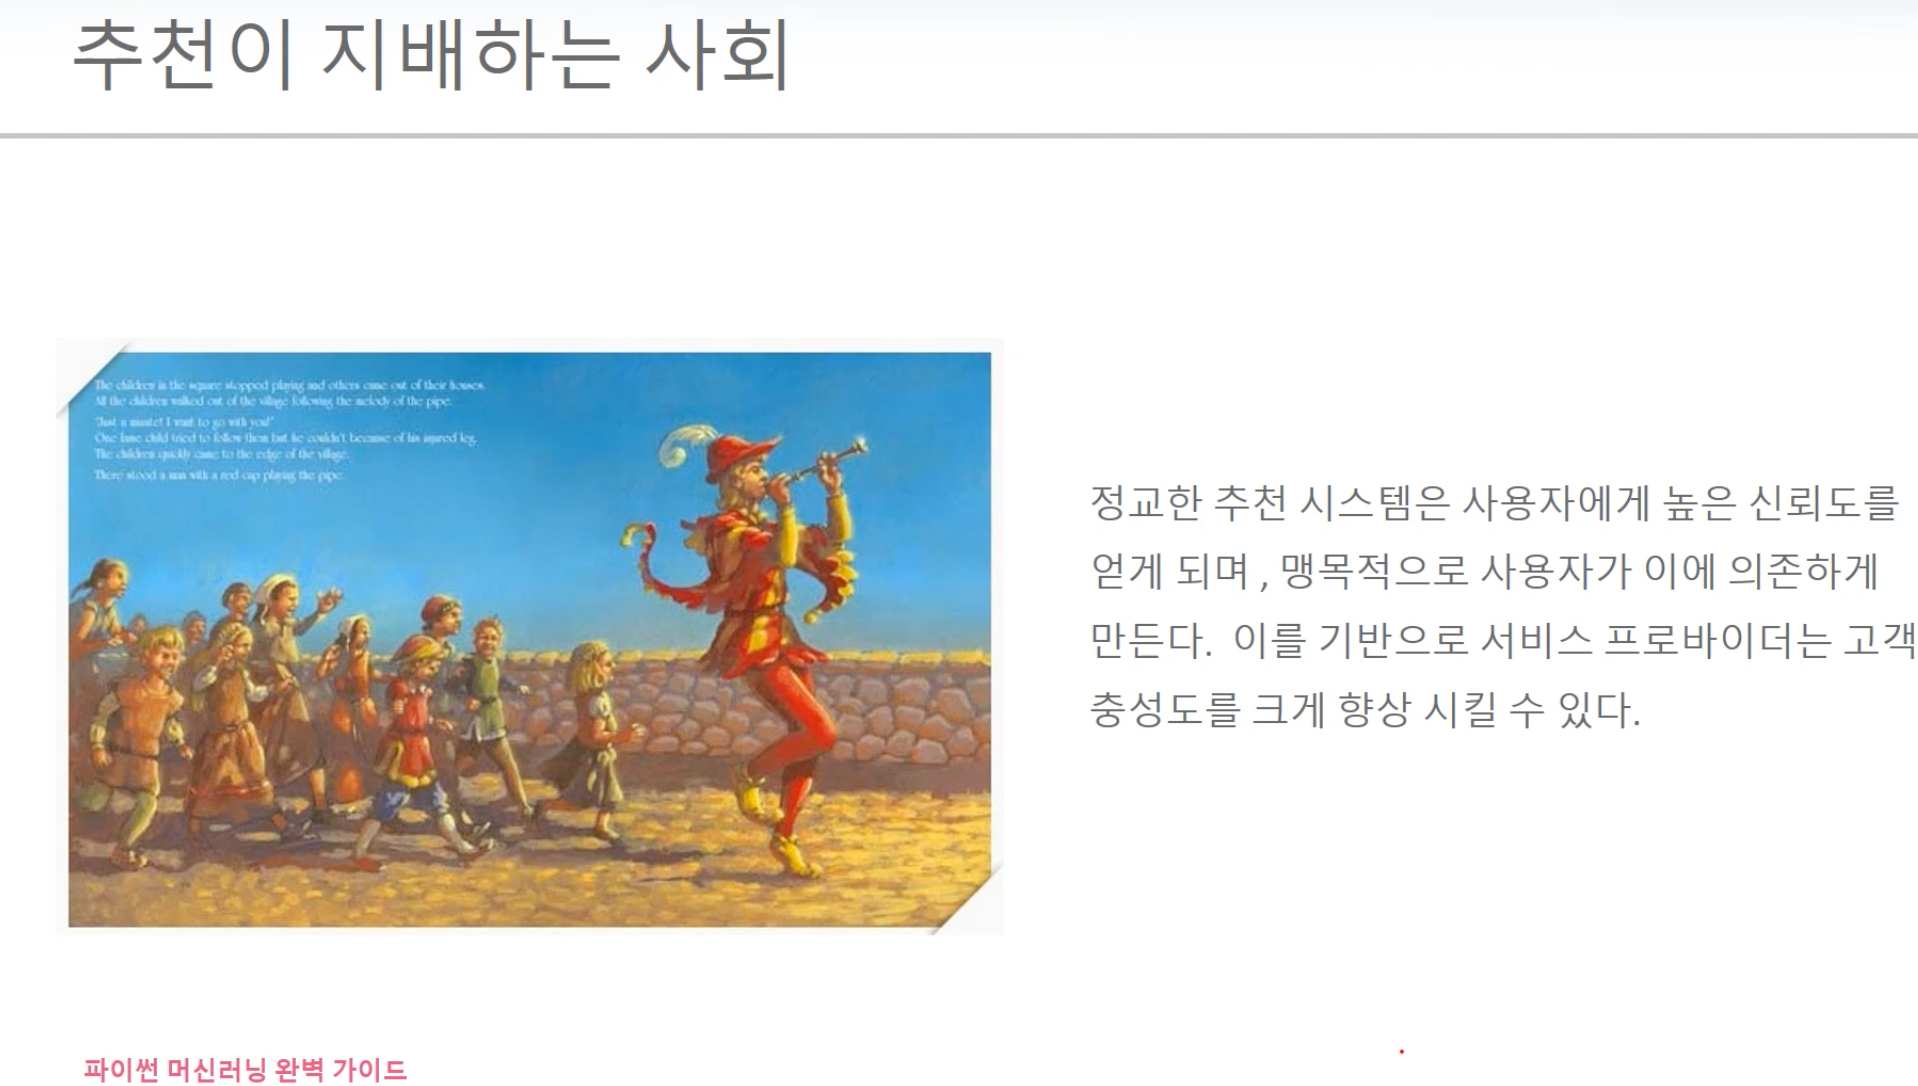 추천이 지배하는 사회
The children in the square stopped playing and others came out of their houses.
All the children walked out of the village following the melody of the pipe.
"Just a minute! I want to go with you!"
One lame child tried to follow them but he couldn't because of his injured leg.
The children quickly came to the edge of the village.
There stood a man with a red cap playing the pipe.
정교한 추천 시스템은 사용자에게 높은 신뢰도를
얻게 되며 , 맹목적으로 사용자가 이에 의존하게
만든다. 이를 기반으로 서비스 프로바이더는 고객
충성도를 크게 향상 시킬 수 있다.
파이썬 머신러닝 완벽 가이드